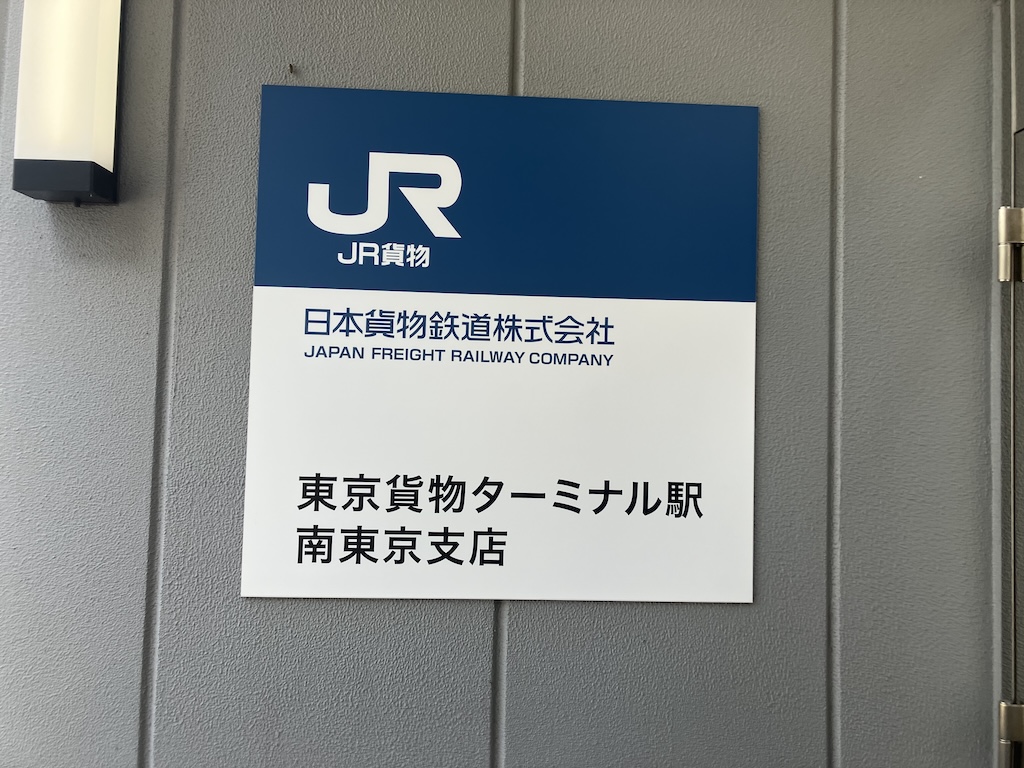 JR
JR貨物
日本貨物鉄道株式会社
JAPAN FREIGHT RAILWAY COMPANY
東京貨物ターミナル駅
南東京支店